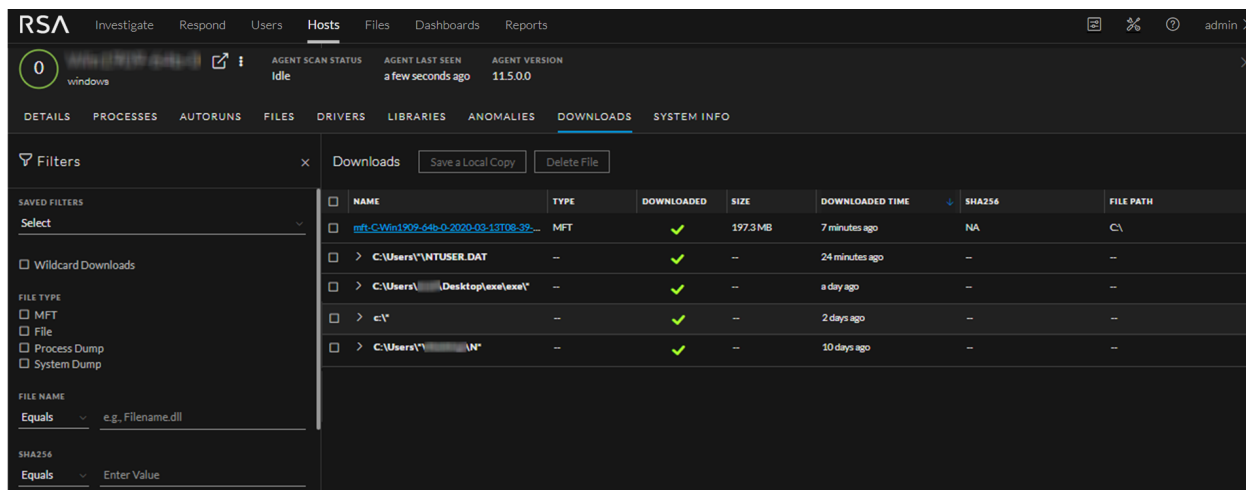 RSA Investigate Respond Users Hosts Files Dashboards Reports admin
0
windows
AGENT SCAN STATUS AGENT LAST SEEN AGENT VERSION
Idle a few seconds ago 11.5.0.0
DETAILS PROCESSES AUTORUNS FILES DRIVERS LIBRARIES ANOMALIES DOWNLOADS SYSTEM INFO
Filters × Downloads Save a Local Copy Delete File
SAVED FILTERS
Select
Wildcard Downloads
FILE TYPE
MFT
File
Process Dump
System Dump
FILE NAME
Equals e.g., Filename.dll
SHA256
Equals Enter Value
NAME TYPE DOWNLOADED SIZE DOWNLOADED TIME SHA256 FILE PATH
mft-C-Win1909-64b-0-2020-03-13T08-39-... MFT 197.3 MB 7 minutes ago NA C:\
C:\Users\*\NTUSER.DAT -- -- 24 minutes ago -- --
C:\Users\ \Desktop\exe\exe\* -- -- a day ago -- --
c:\* -- -- 2 days ago -- --
C:\Users\*\ \N* -- -- 10 days ago -- --